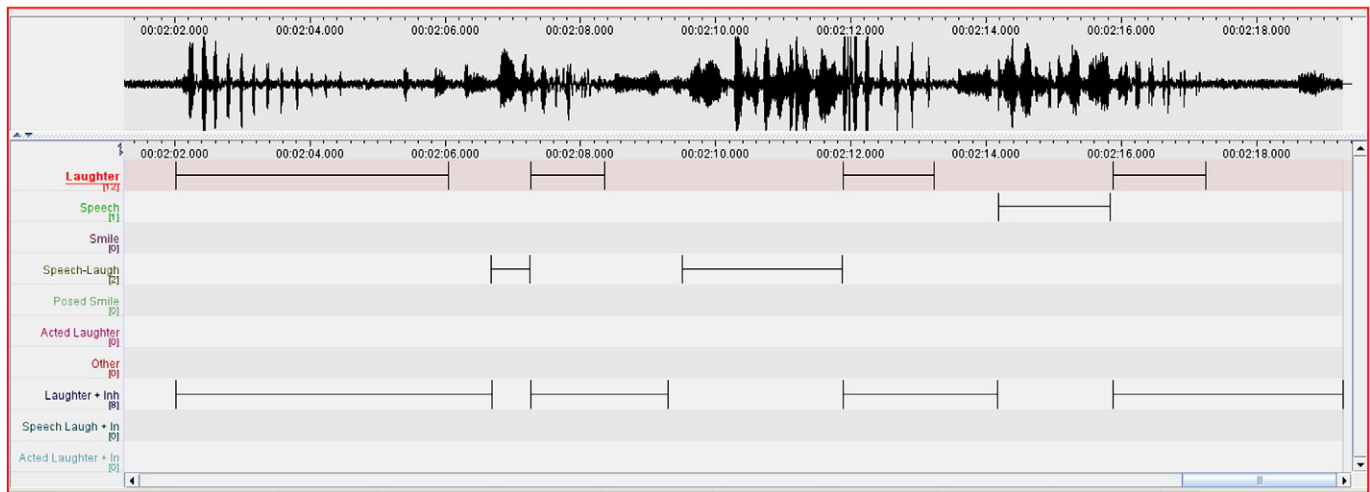 00:02:02.000 00:02:04.000 00:02:06.000 00:02:08.000 00:02:10.000 00:02:12.000 00:02:14.000 00:02:16.000 00:02:18.000
00:02:02.000 00:02:04.000 00:02:06.000 00:02:08.000 00:02:10.000 00:02:12.000 00:02:14.000 00:02:16.000 00:02:18.000
Laughter
[12]
Speech
[1]
Smile
[0]
Speech-Laugh
[2]
Posed Smile
[0]
Acted Laughter
[0]
Other
[0]
Laughter + Inh
[8]
Speech Laugh + In
[0]
Acted Laughter + In
[0]